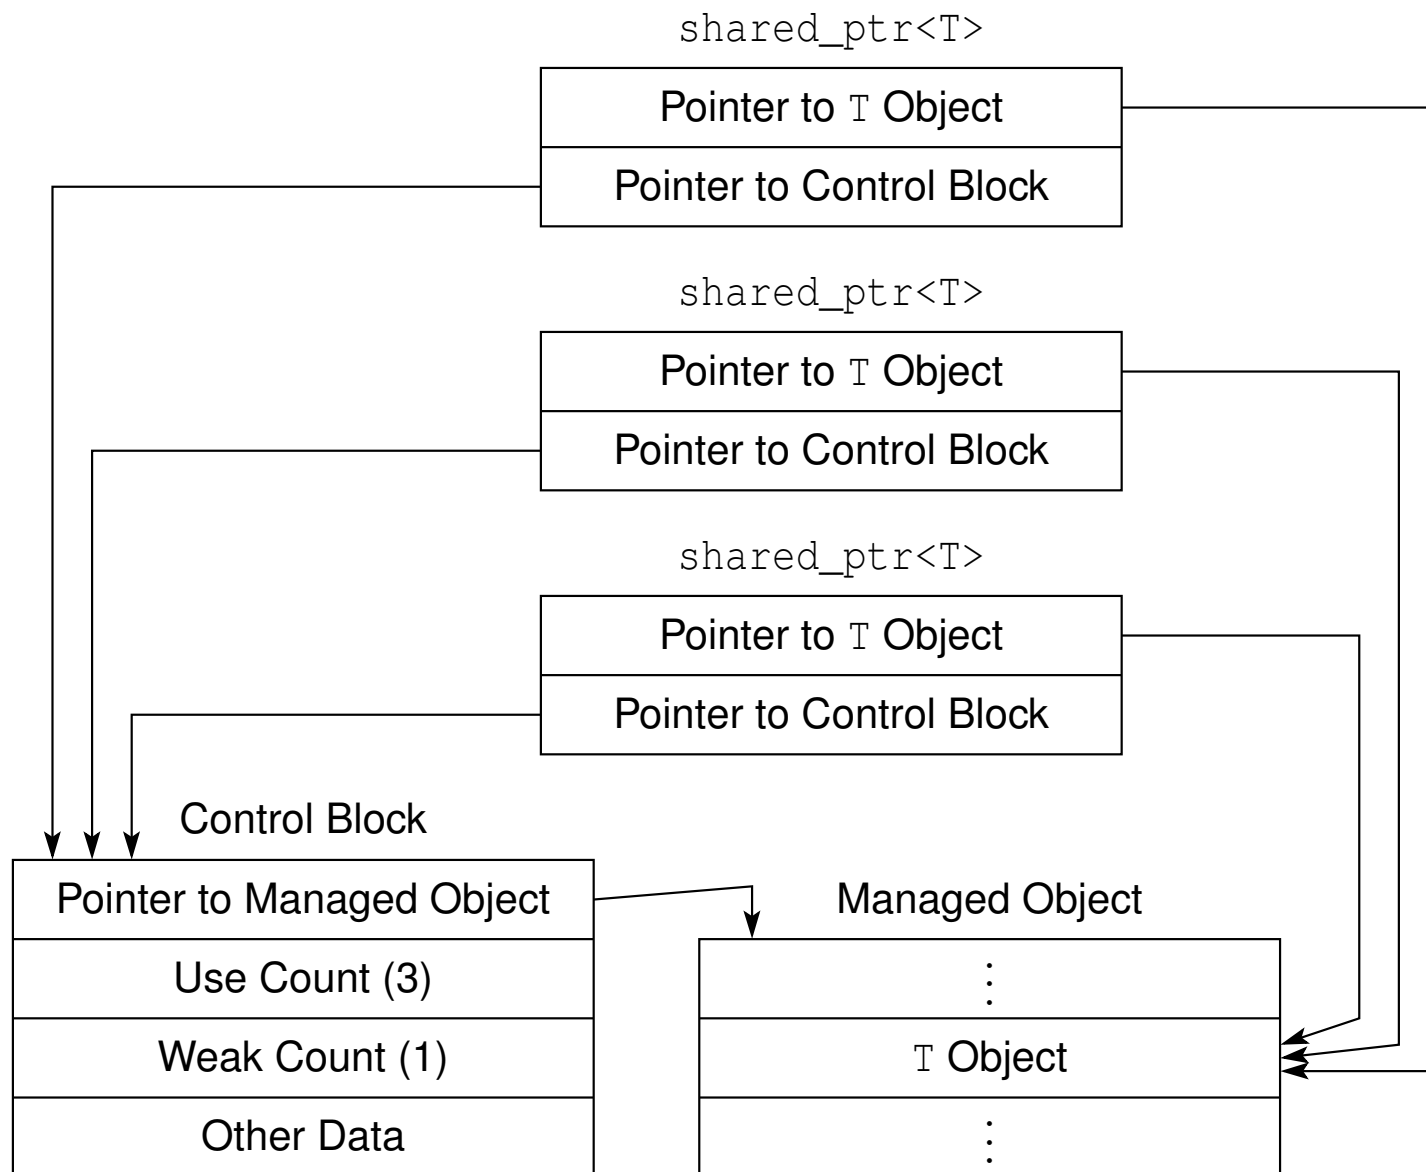 shared_ptr<T>
Pointer to T Object
Pointer to Control Block
shared_ptr<T>
Pointer to T Object
Pointer to Control Block
shared_ptr<T>
Pointer to T Object
Pointer to Control Block
Control Block
Pointer to Managed Object
Use Count (3)
Weak Count (1)
Other Data
Managed Object
⋮
T Object
⋮